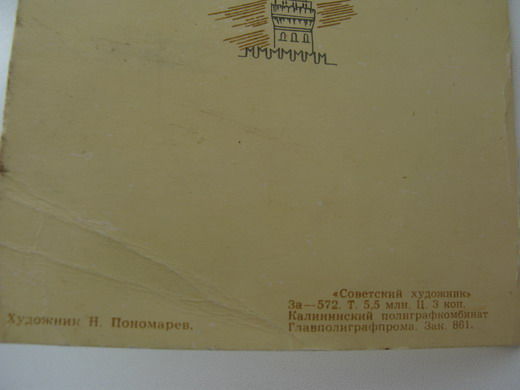 «Советский художник»
За—572. Т. 5,5 млн. Ц. 3 коп.
Калининский полиграфкомбинат
Главполиграфпрома. Зак. 861.
Художник Н. Пономарев.